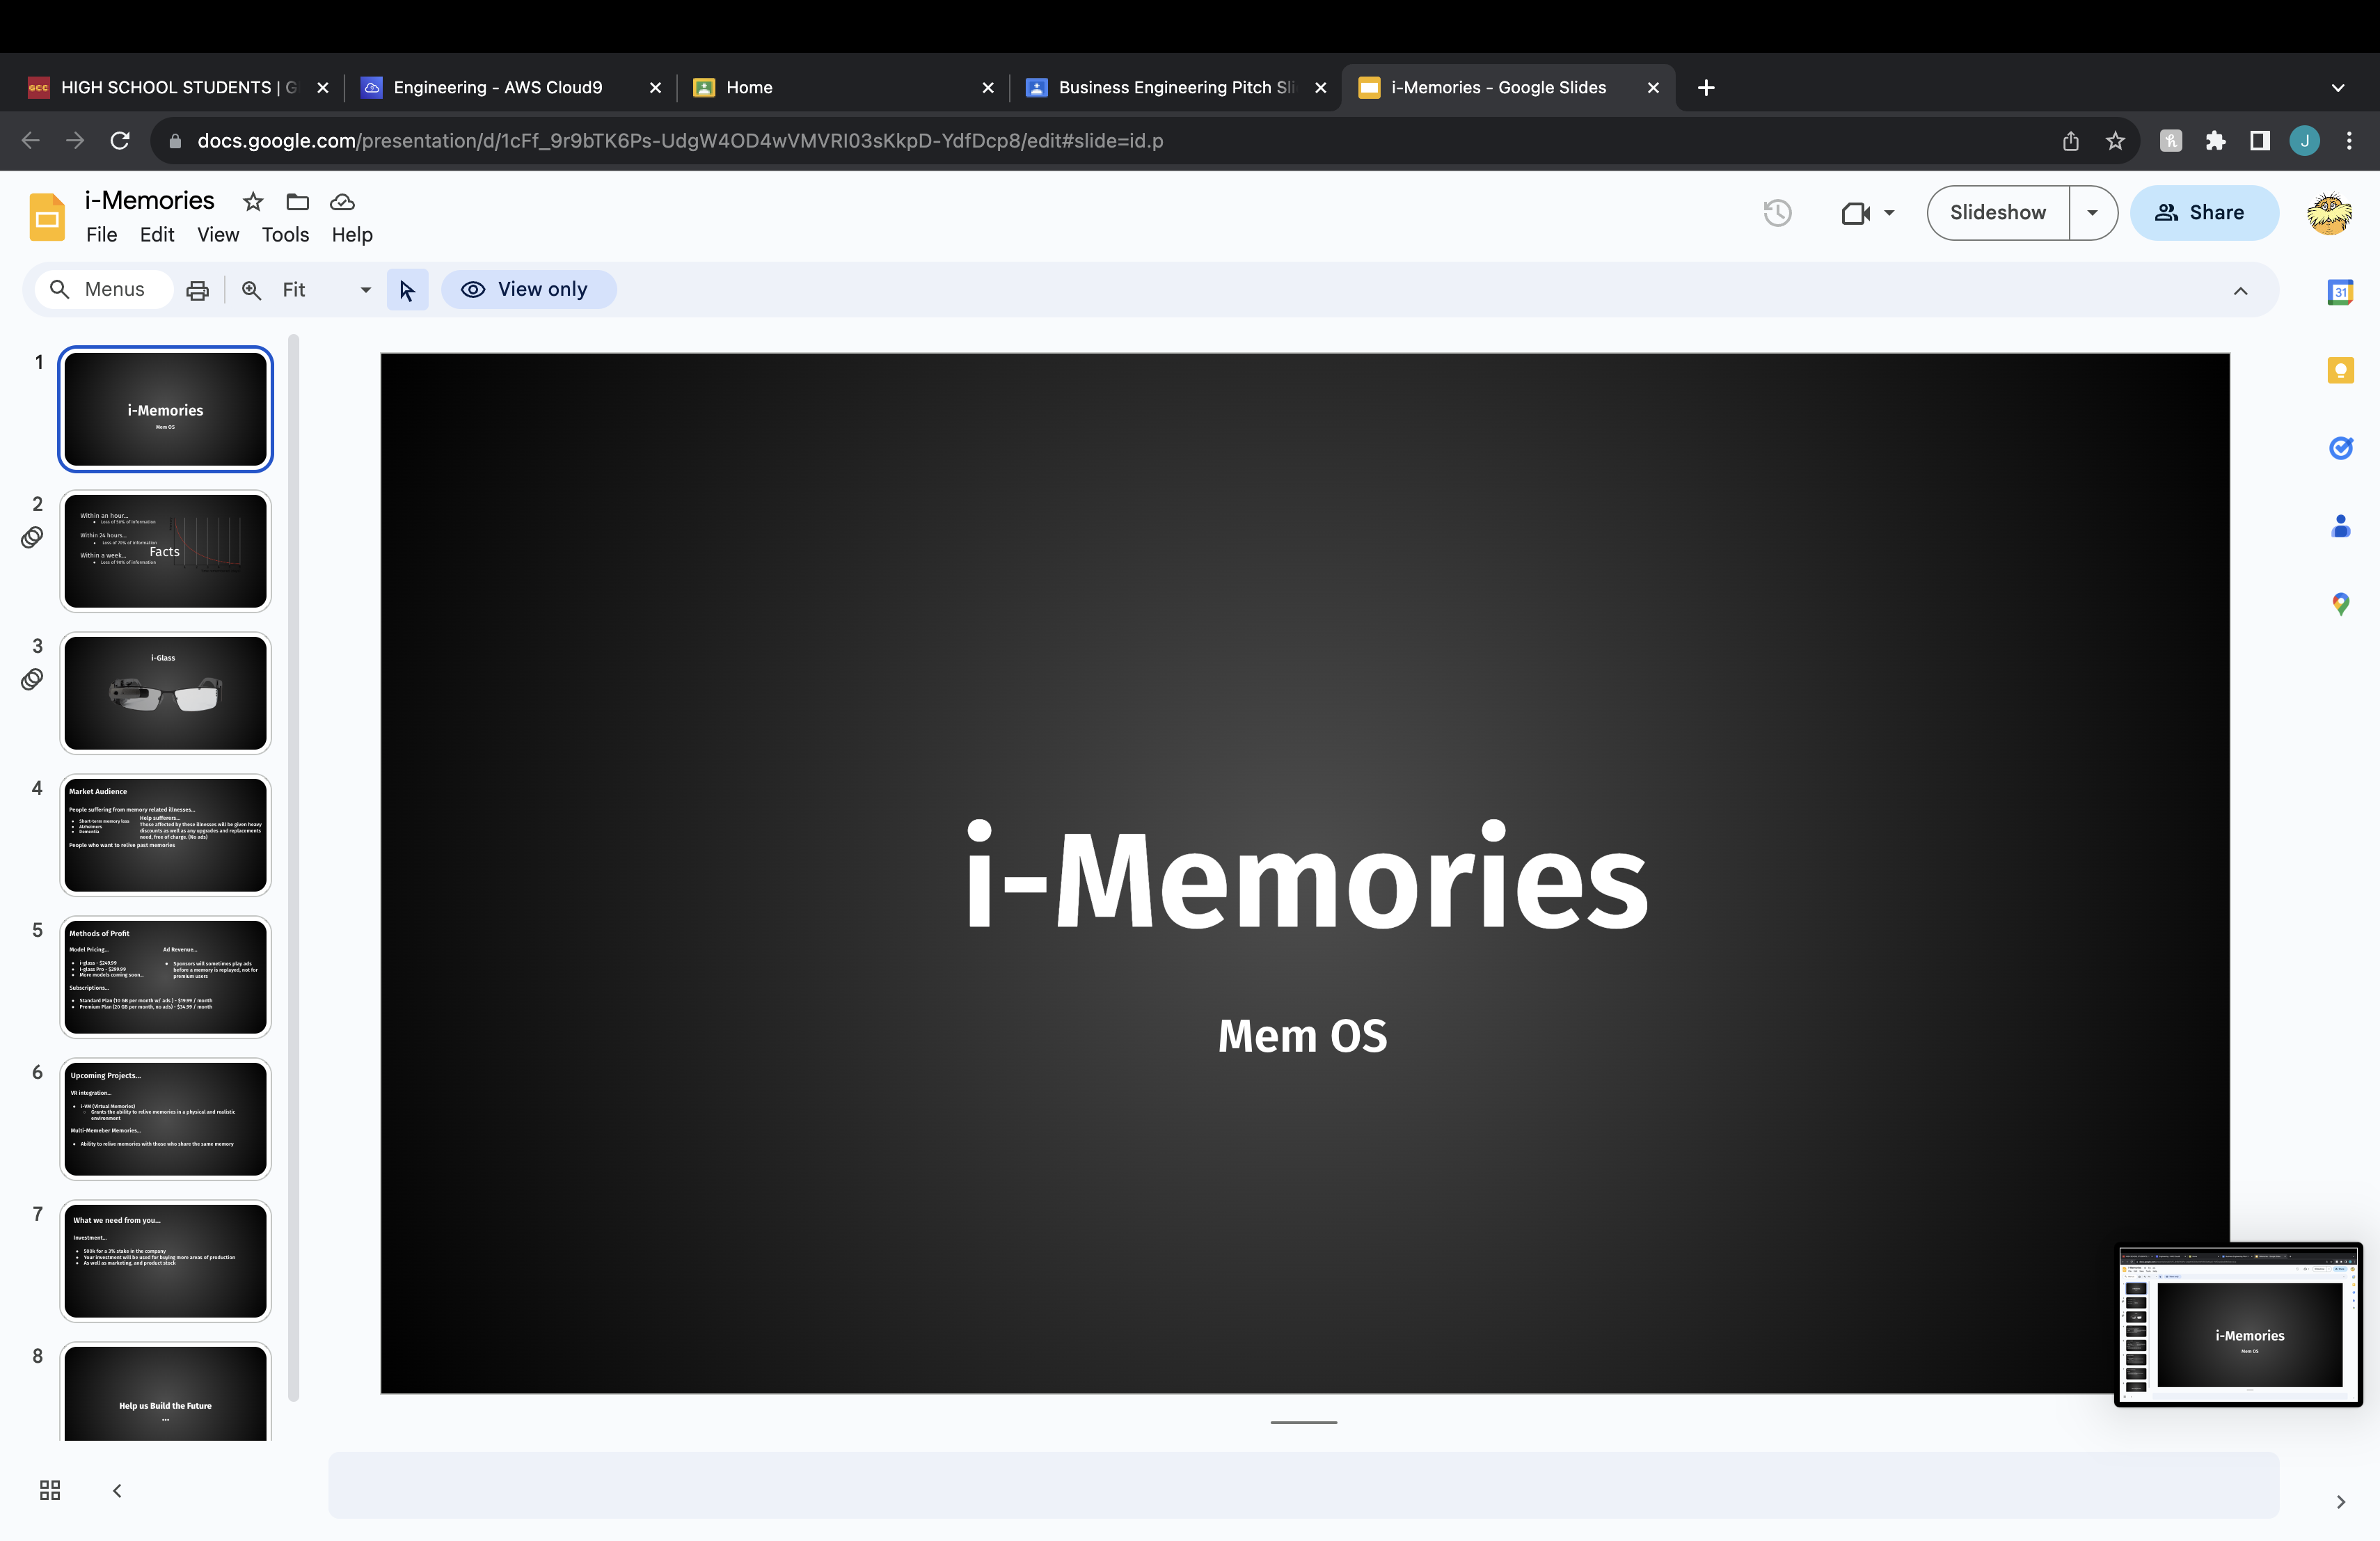 HIGH SCHOOL STUDENTS | G
Engineering - AWS Cloud9
Home
Business Engineering Pitch Sli
i-Memories - Google Slides
docs.google.com/presentation/d/1cFf_9r9bTK6Ps-UdgW4OD4wVMVRI03sKkpD-YdfDcp8/edit#slide=id.p
J
i-Memories
File Edit View Tools Help
Slideshow
Share
Menus
Fit
View only
31
1
i-Memories
Mem OS
2
Within an hour...
Loss of 50% of information
Within 24 hours...
Loss of 70% of information
Within a week...
Loss of 90% of information
Facts
3
i-Glass
4
Market Audience
People suffering from memory related illnesses...
Short-term memory loss
Alzheimers
Dementia
Help sufferers...
Those affected by these illnesses will be given heavy
discounts as well as any upgrades and replacements
need, free of charge. (No ads)
People who want to relive past memories
5
Methods of Profit
Model Pricing...
i-glass - $249.99
I-glass Pro - $299.99
More models coming soon...
Ad Revenue...
Sponsors will sometimes play ads
before a memory is replayed, not for
premium users
Subscriptions...
Standard Plan (10 GB per month w/ ads ) - $19.99 / month
Premium Plan (20 GB per month, no ads) - $34.99 / month
6
Upcoming Projects...
VR integration...
i-VM (Virtual Memories)
Grants the ability to relive memories in a physical and realistic
environment
Multi-Memeber Memories...
Ability to relive memories with those who share the same memory
7
What we need from you...
Investment...
500k for a 3% stake in the company
Your investment will be used for buying more areas of production
As well as marketing, and product stock
8
Help us Build the Future
...
i-Memories
Mem OS
i-Memories
Mem OS